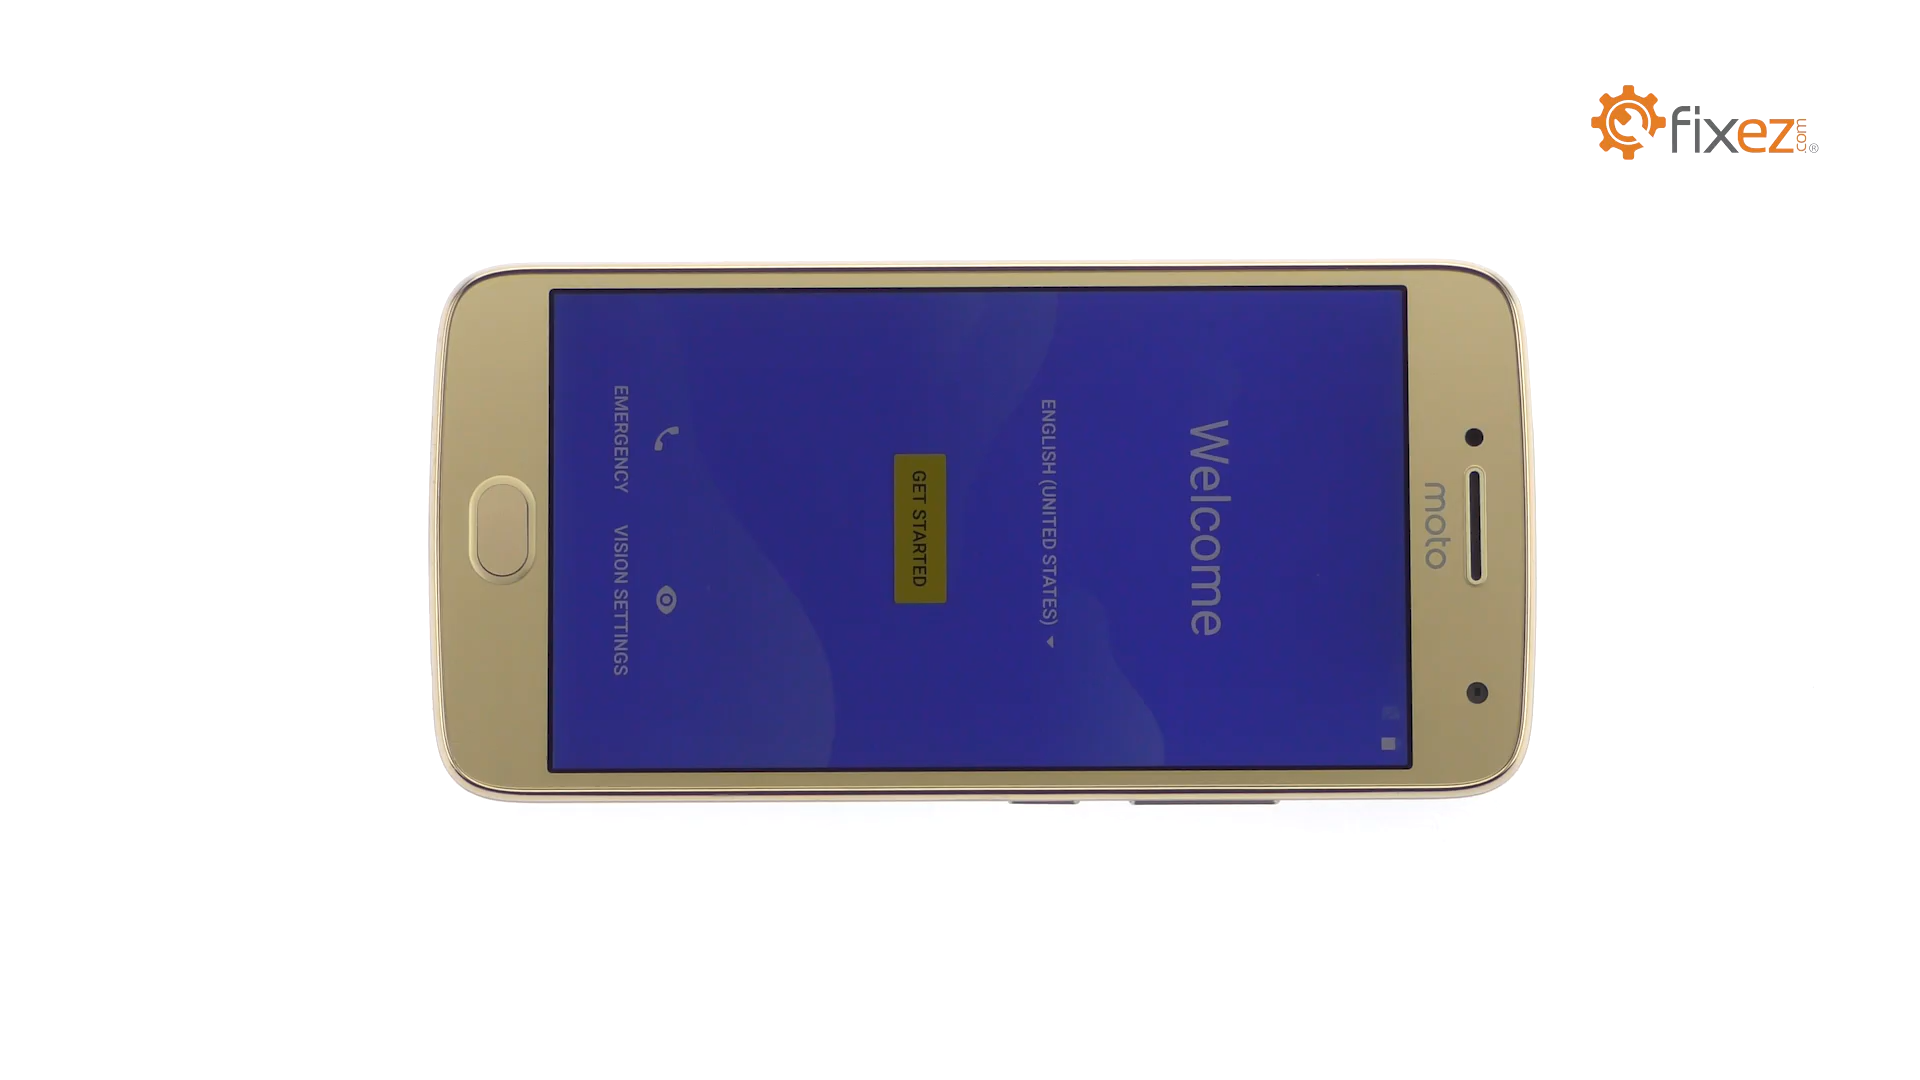 fixez.com®
moto
Welcome
ENGLISH (UNITED STATES)
GET STARTED
EMERGENCY
VISION SETTINGS